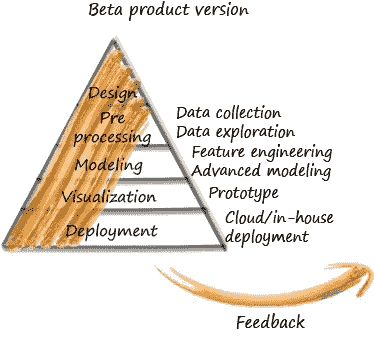 Beta product version
Design
Pre
processing
Modeling
Visualization
Deployment
Data collection
Data exploration
Feature engineering
Advanced modeling
Prototype
Cloud/in-house
deployment
Feedback